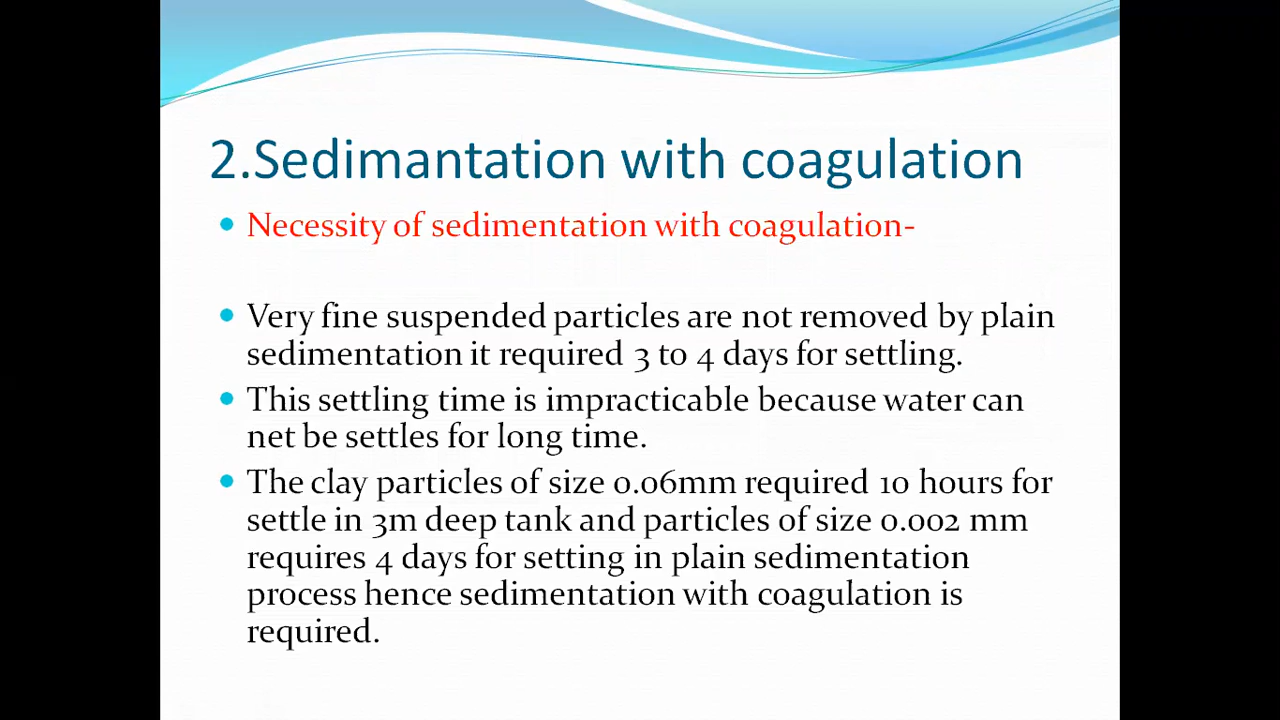 2.Sedimantation with coagulation
Necessity of sedimentation with coagulation-
Very fine suspended particles are not removed by plain
sedimentation it required 3 to 4 days for settling.
This settling time is impracticable because water can
net be settles for long time.
The clay particles of size 0.06mm required 10 hours for
settle in 3m deep tank and particles of size 0.002 mm
requires 4 days for setting in plain sedimentation
process hence sedimentation with coagulation is
required.